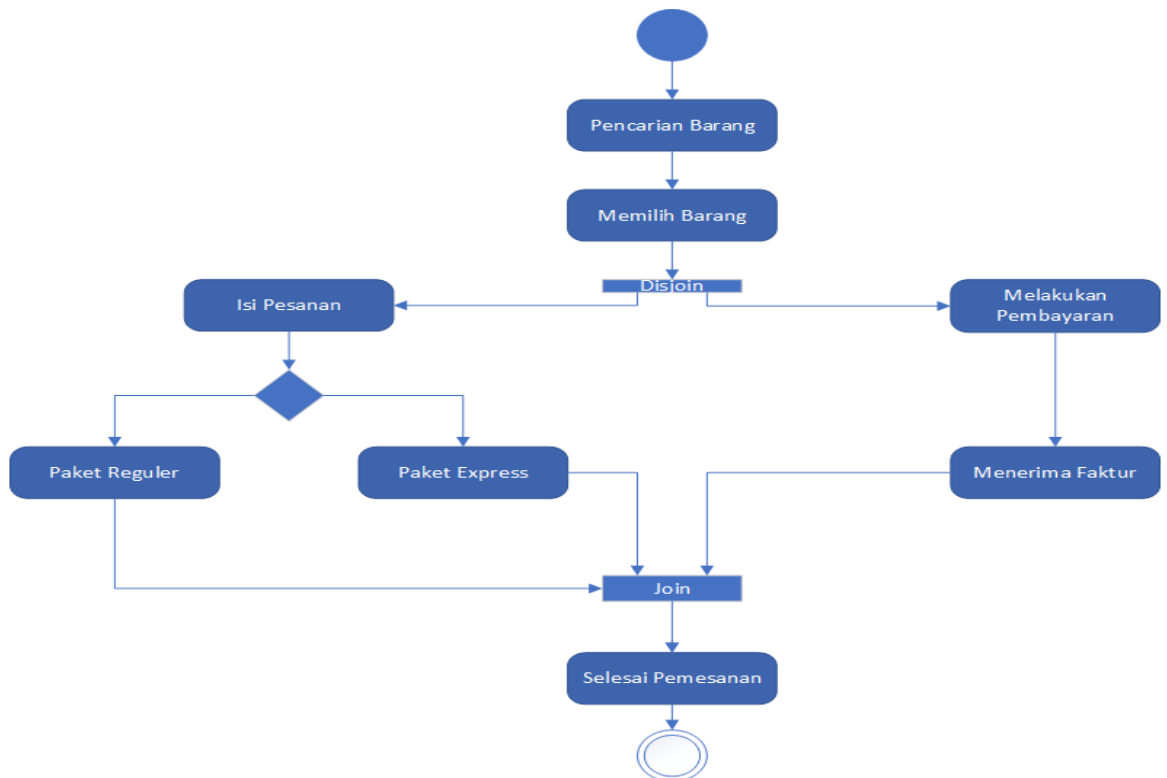 Pencarian Barang
Memilih Barang
Disjoin
Isi Pesanan
Melakukan
Pembayaran
Paket Reguler
Paket Express
Menerima Faktur
Join
Selesai Pemesanan